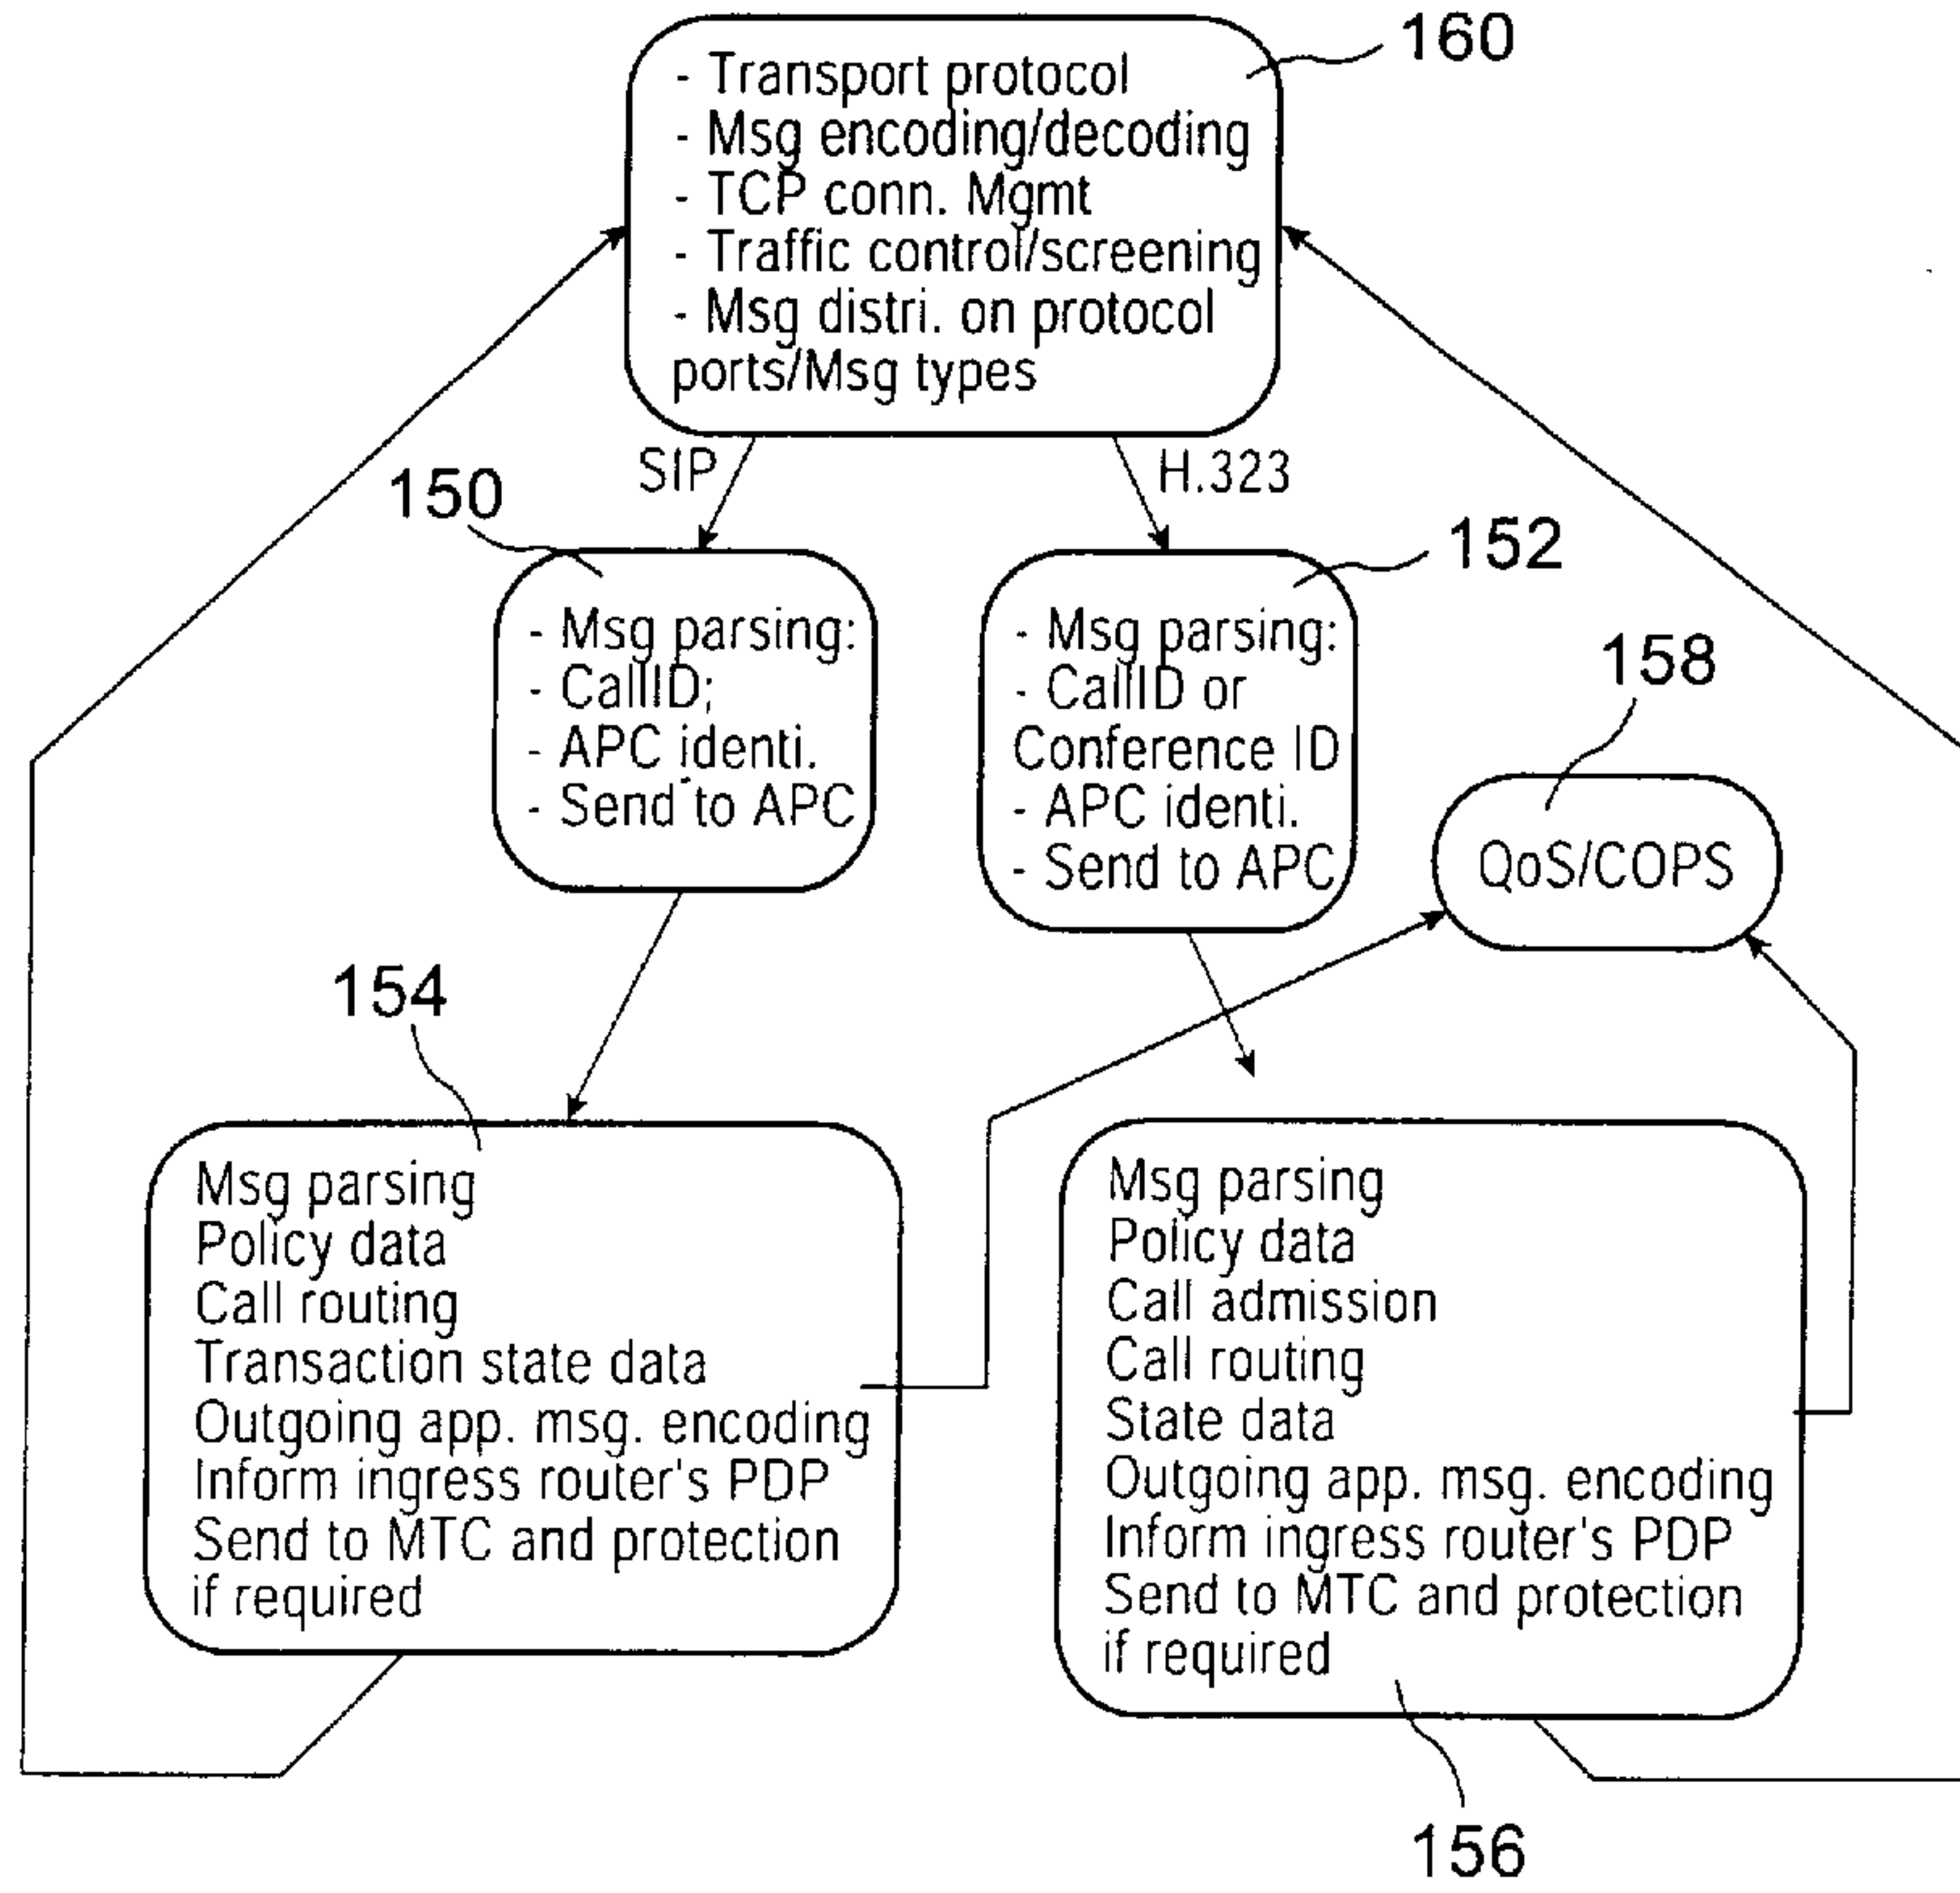 160
- Transport protocol
- Msg encoding/decoding
- TCP conn. Mgmt
- Traffic control/screening
- Msg distri. on protocol
ports/Msg types
SIP
H.323
150
152
- Msg parsing:
- CallID;
- APC identi.
- Send to APC
- Msg parsing:
- CallID or
Conference ID
- APC identi.
- Send to APC
158
QoS/COPS
154
Msg parsing
Policy data
Call routing
Transaction state data
Outgoing app. msg. encoding
Inform ingress router's PDP
Send to MTC and protection
if required
Msg parsing
Policy data
Call admission
Call routing
State data
Outgoing app. msg. encoding
Inform ingress router's PDP
Send to MTC and protection
if required
156